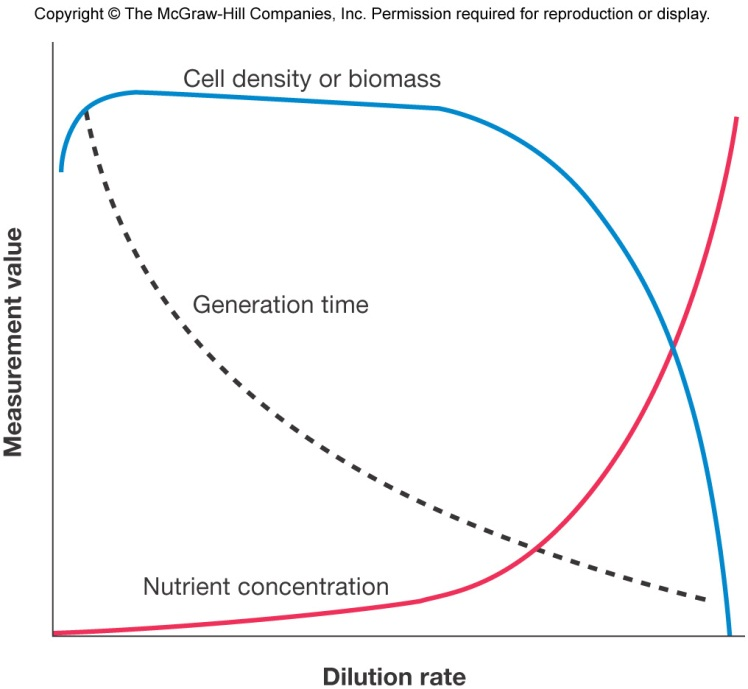 Copyright © The McGraw-Hill Companies, Inc. Permission required for reproduction or display.
Cell density or biomass
Generation time
Measurement value
Nutrient concentration
Dilution rate